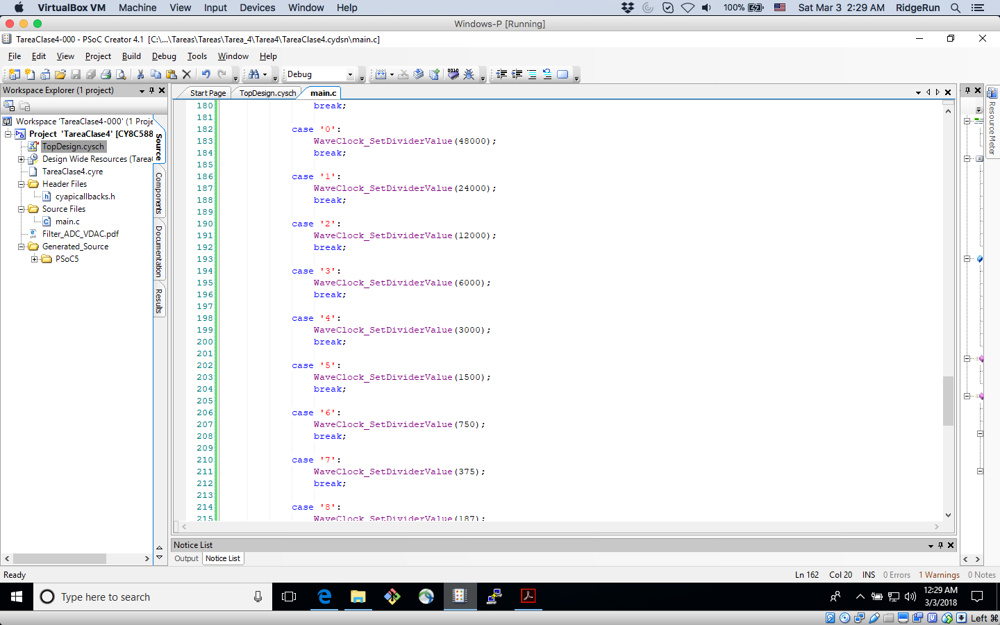 VirtualBox VM Machine View Input Devices Window Help 100% Sat Mar 3 2:29 AM RidgeRun
Windows-P [Running]
TareaClase4-000 - PSoC Creator 4.1 [C:\...\Tareas\Tareas\Tarea_4\Tarea4\TareaClase4.cydsn\main.c]
File Edit View Project Build Debug Tools Window Help
Debug
Workspace Explorer (1 project)
Start Page TopDesign.cysch main.c
Workspace 'TareaClase4-000' (1 Proje
Project 'TareaClase4' [CY8C588
TopDesign.cysch
Design Wide Resources (Tarea
TareaClase4.cyre
Header Files
cyapicallbacks.h
Source Files
main.c
Filter_ADC_VDAC.pdf
Generated_Source
PSoC5
Source
Components
Documentation
Results
180 break;
181
182 case '0':
183 WaveClock_SetDividerValue(48000);
184 break;
185
186 case '1':
187 WaveClock_SetDividerValue(24000);
188 break;
189
190 case '2':
191 WaveClock_SetDividerValue(12000);
192 break;
193
194 case '3':
195 WaveClock_SetDividerValue(6000);
196 break;
197
198 case '4':
199 WaveClock_SetDividerValue(3000);
200 break;
201
202 case '5':
203 WaveClock_SetDividerValue(1500);
204 break;
205
206 case '6':
207 WaveClock_SetDividerValue(750);
208 break;
209
210 case '7':
211 WaveClock_SetDividerValue(375);
212 break;
213
214 case '8':
215 WaveClock_SetDividerValue(187);
Resource Meter
Notice List
Output Notice List
Ready Ln 162 Col 20 INS 0 Errors 1 Warnings 0 Notes
Type here to search
12:29 AM
3/3/2018
Left ⌘